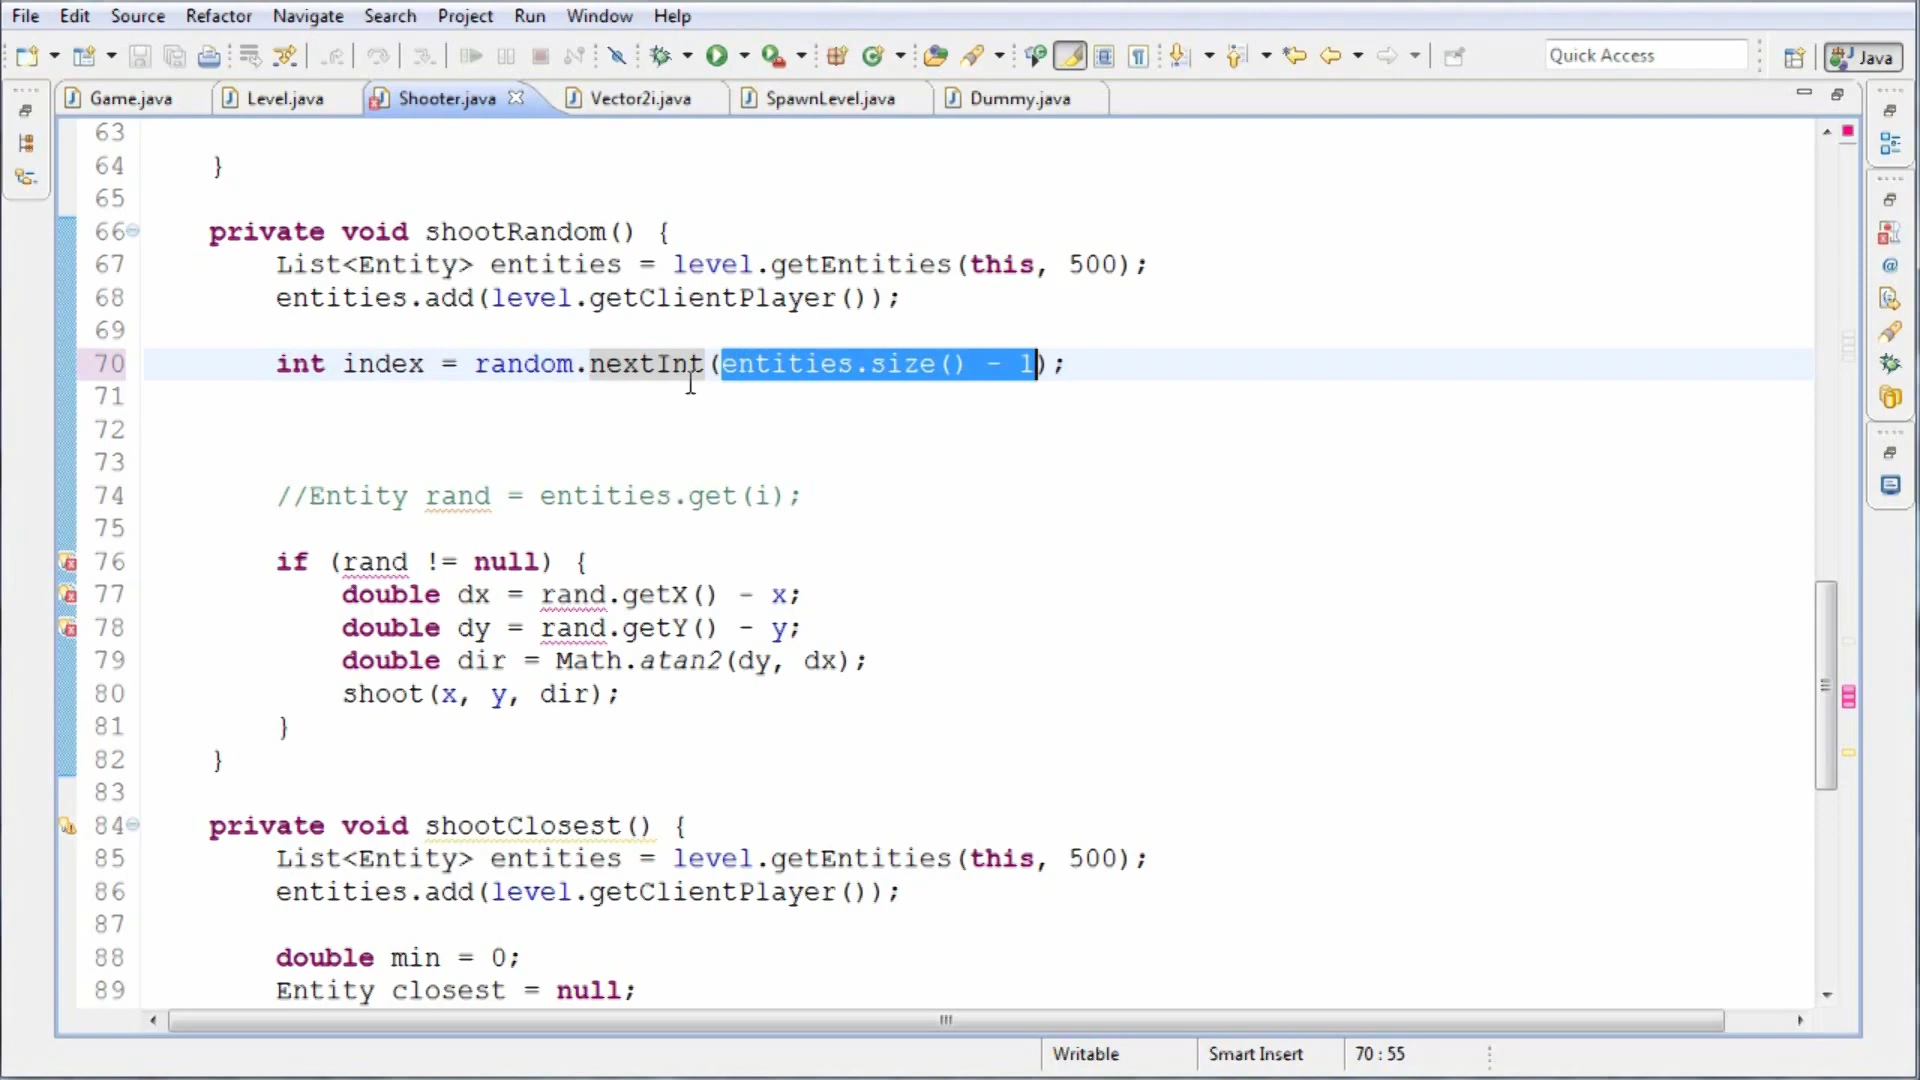 File Edit Source Refactor Navigate Search Project Run Window Help
Quick Access
Java
Game.java Level.java Shooter.java Vector2i.java SpawnLevel.java Dummy.java
63
64 }
65
66 private void shootRandom() {
67 List<Entity> entities = level.getEntities(this, 500);
68 entities.add(level.getClientPlayer());
69
70 int index = random.nextInt(entities.size() - 1);
71
72
73
74 //Entity rand = entities.get(i);
75
76 if (rand != null) {
77 double dx = rand.getX() - x;
78 double dy = rand.getY() - y;
79 double dir = Math.atan2(dy, dx);
80 shoot(x, y, dir);
81 }
82 }
83
84 private void shootClosest() {
85 List<Entity> entities = level.getEntities(this, 500);
86 entities.add(level.getClientPlayer());
87
88 double min = 0;
89 Entity closest = null;
Writable Smart Insert 70 : 55